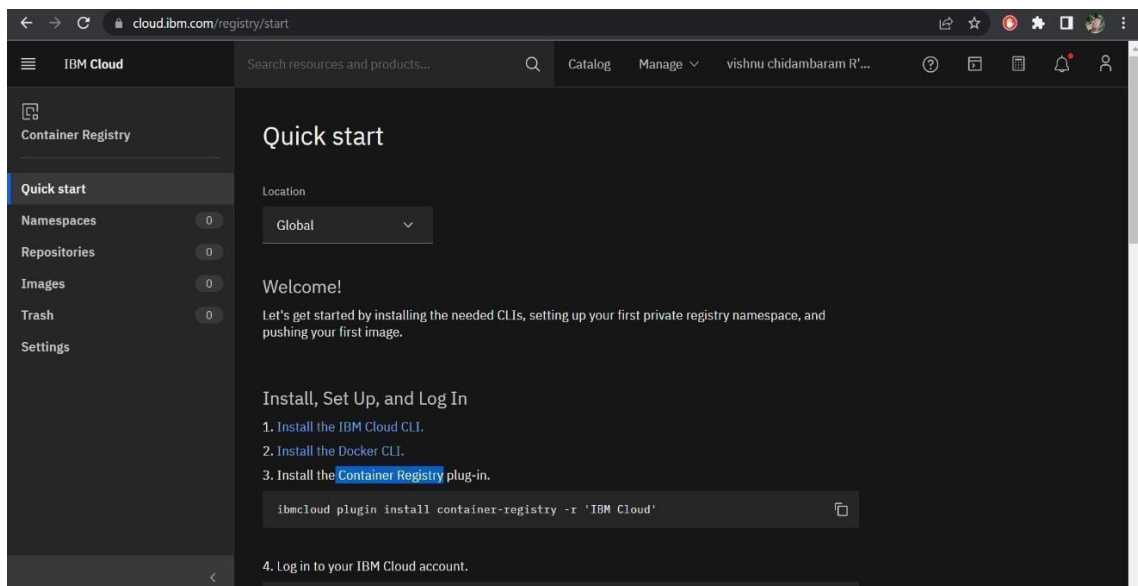 cloud.ibm.com/registry/start
IBM Cloud
Search resources and products...
Catalog
Manage
vishnu chidambaram R'...
Container Registry
Quick start
Namespaces 0
Repositories 0
Images 0
Trash 0
Settings
Quick start
Location
Global
Welcome!
Let's get started by installing the needed CLIs, setting up your first private registry namespace, and
pushing your first image.
Install, Set Up, and Log In
1. Install the IBM Cloud CLI.
2. Install the Docker CLI.
3. Install the Container Registry plug-in.
ibmcloud plugin install container-registry -r 'IBM Cloud'
4. Log in to your IBM Cloud account.